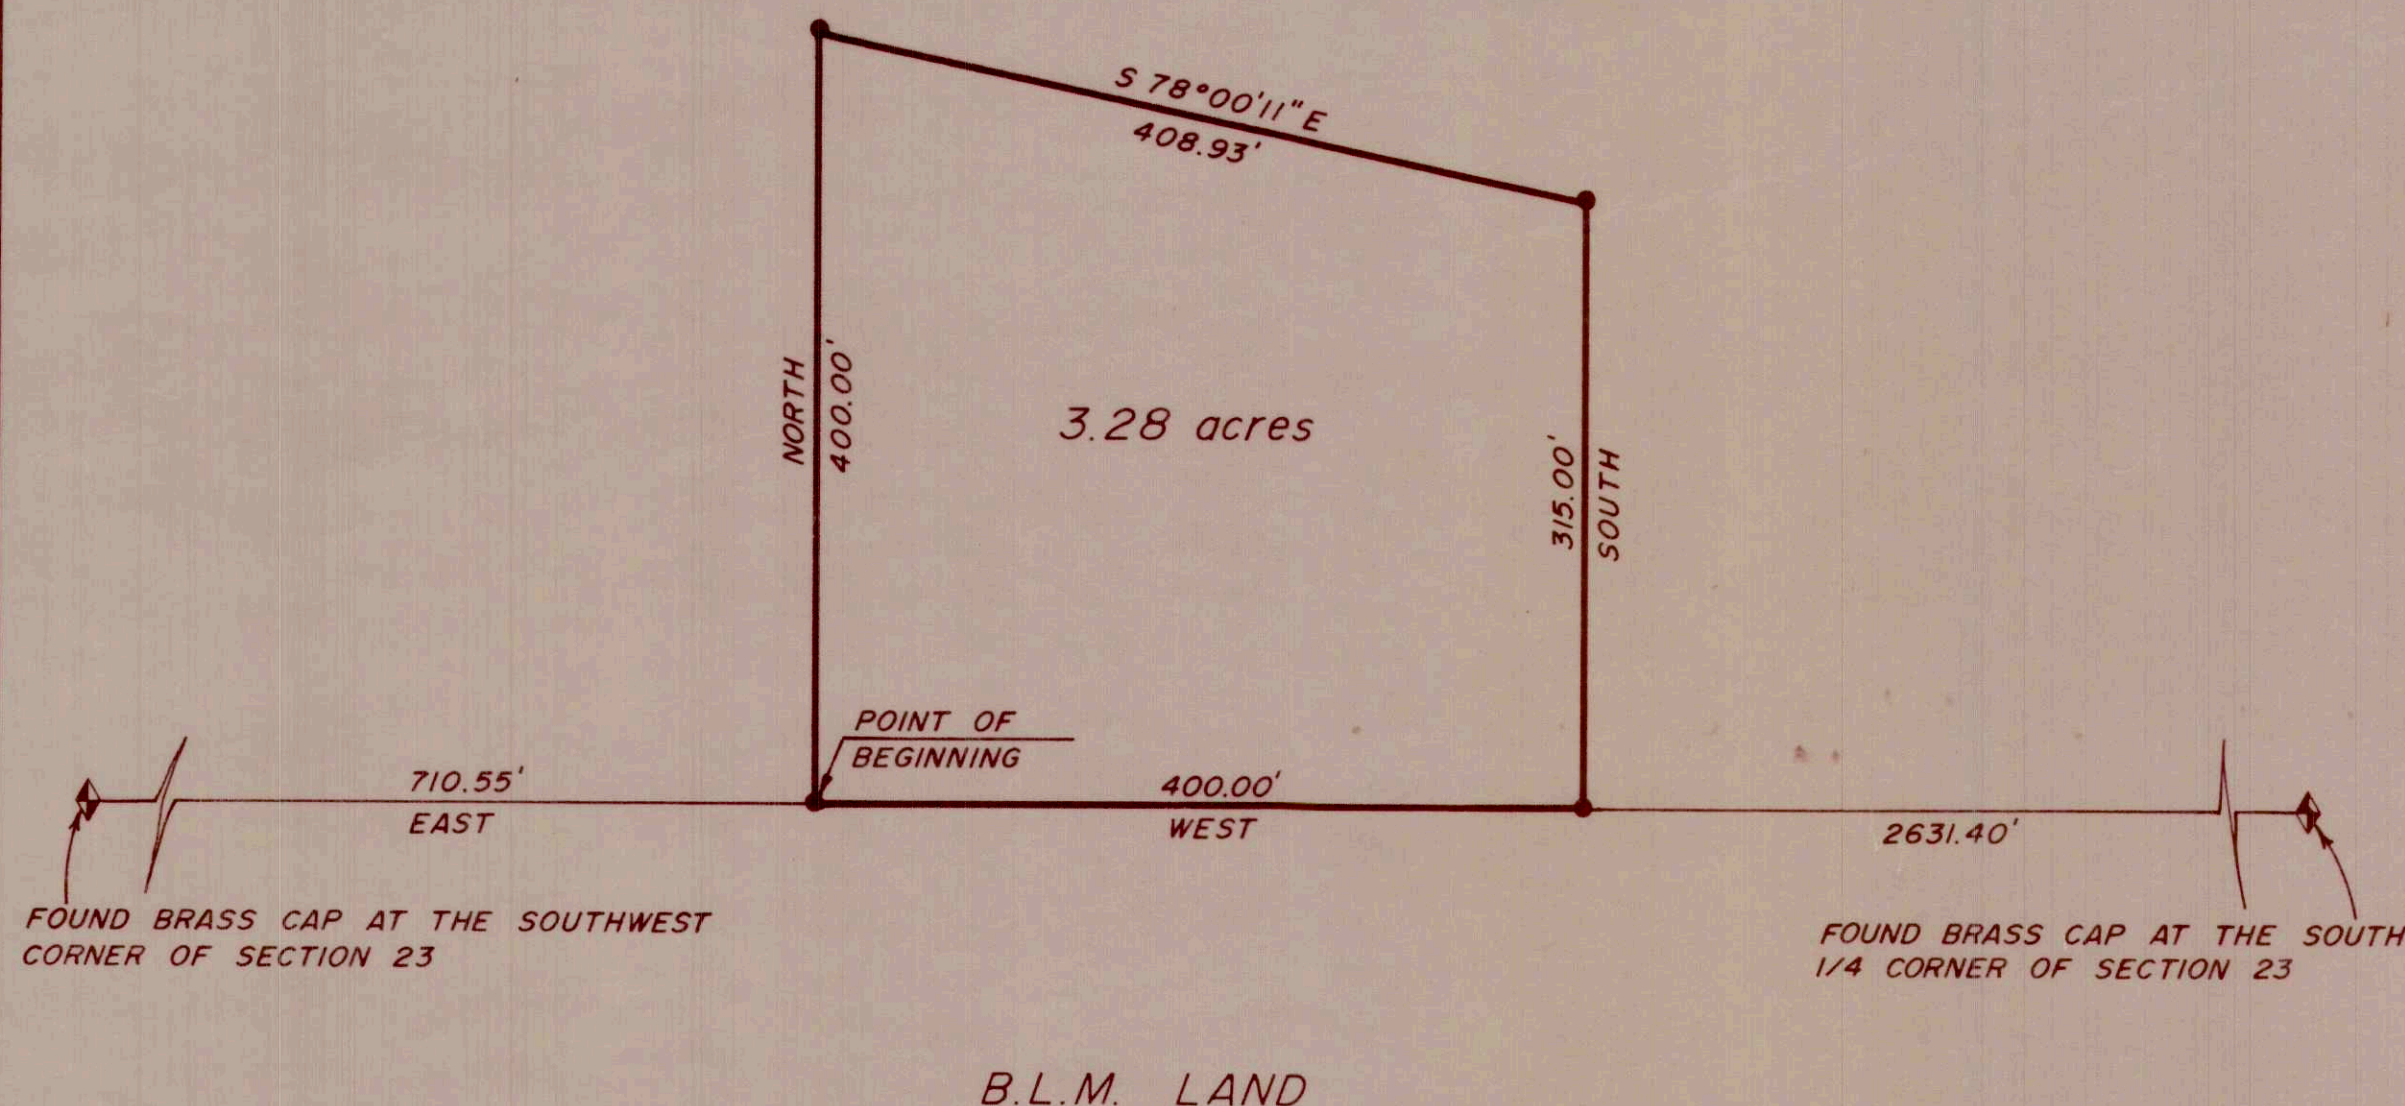 S 78°00'11" E
408.93'
NORTH
400.00'
3.28 acres
315.00'
SOUTH
POINT OF
BEGINNING
710.55'
EAST
400.00'
WEST
2631.40'
FOUND BRASS CAP AT THE SOUTHWEST
CORNER OF SECTION 23
FOUND BRASS CAP AT THE SOUTH
1/4 CORNER OF SECTION 23
B.L.M. LAND